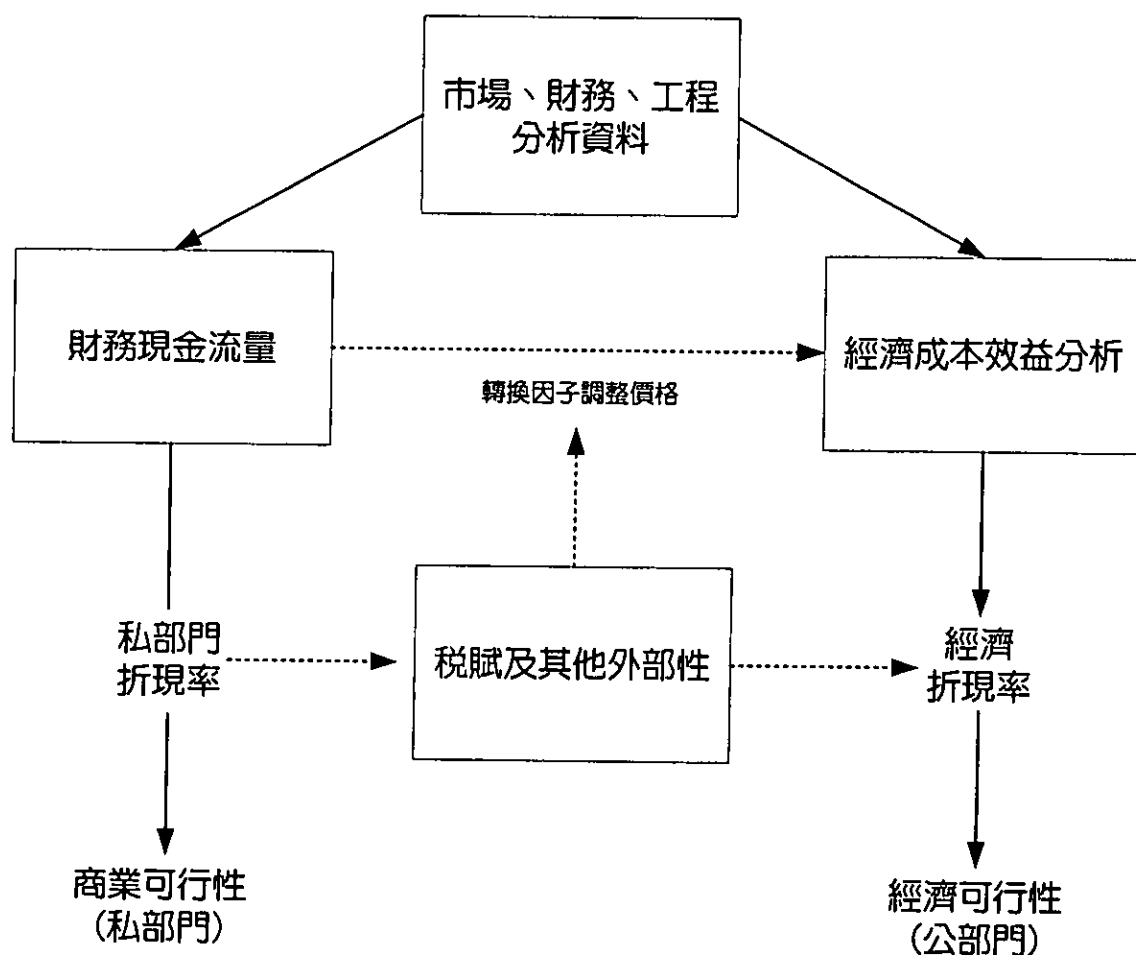 市場、財務、工程
分析資料
財務現金流量
經濟成本效益分析
轉換因子調整價格
私部門
折現率
稅賦及其他外部性
經濟
折現率
商業可行性
(私部門)
經濟可行性
(公部門)